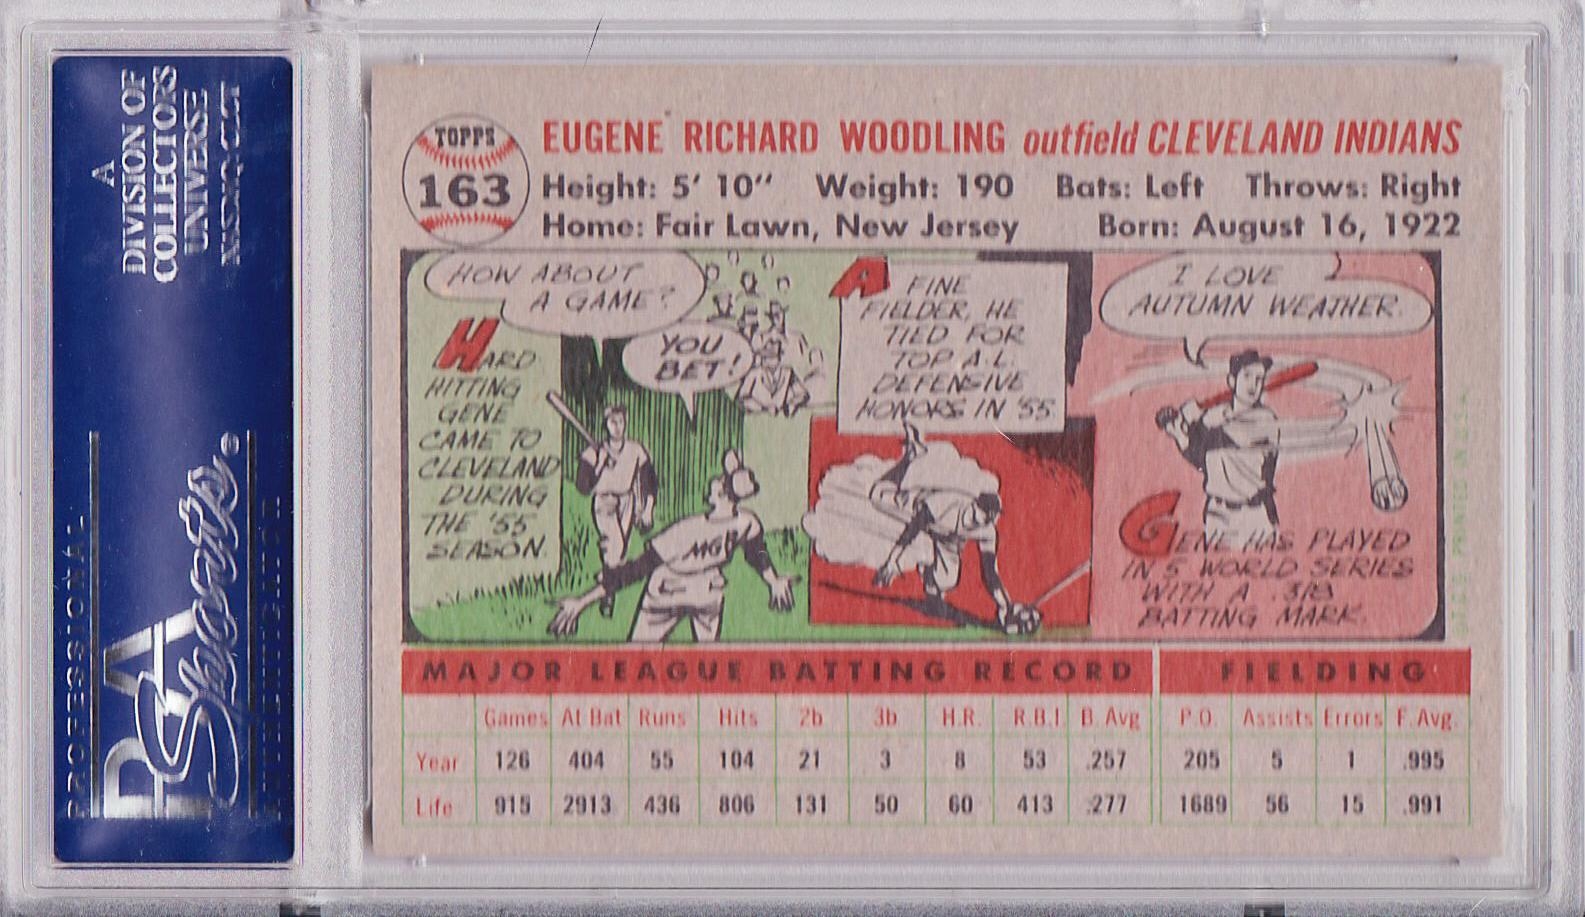 A
DIVISION OF
COLLECTORS
UNIVERSE
NASDAQ: CLCT
PROFESSIONAL
PSA
Sports®
AUTHENTICATOR
TOPPS
163
EUGENE RICHARD WOODLING outfield CLEVELAND INDIANS
Height: 5' 10" Weight: 190 Bats: Left Throws: Right
Home: Fair Lawn, New Jersey Born: August 16, 1922
HOW ABOUT
A GAME?
YOU
BET!
HARD
HITTING
GENE
CAME TO
CLEVELAND
DURING
THE '55
SEASON.
MGR
A FINE
FIELDER, HE
TIED FOR
TOP A.L.
DEFENSIVE
HONORS IN '55
I LOVE
AUTUMN WEATHER.
GENE HAS PLAYED
IN 5 WORLD SERIES
WITH A .318
BATTING MARK.
PRINTED IN U.S.A.
MAJOR LEAGUE BATTING RECORD FIELDING
Games At Bat Runs Hits 2b 3b H.R. R.B.I. B. Avg P.O. Assists Errors F. Avg.
Year 126 404 55 104 21 3 8 53 .257 205 5 1 .995
Life 915 2913 436 806 131 50 60 413 .277 1689 56 15 .991